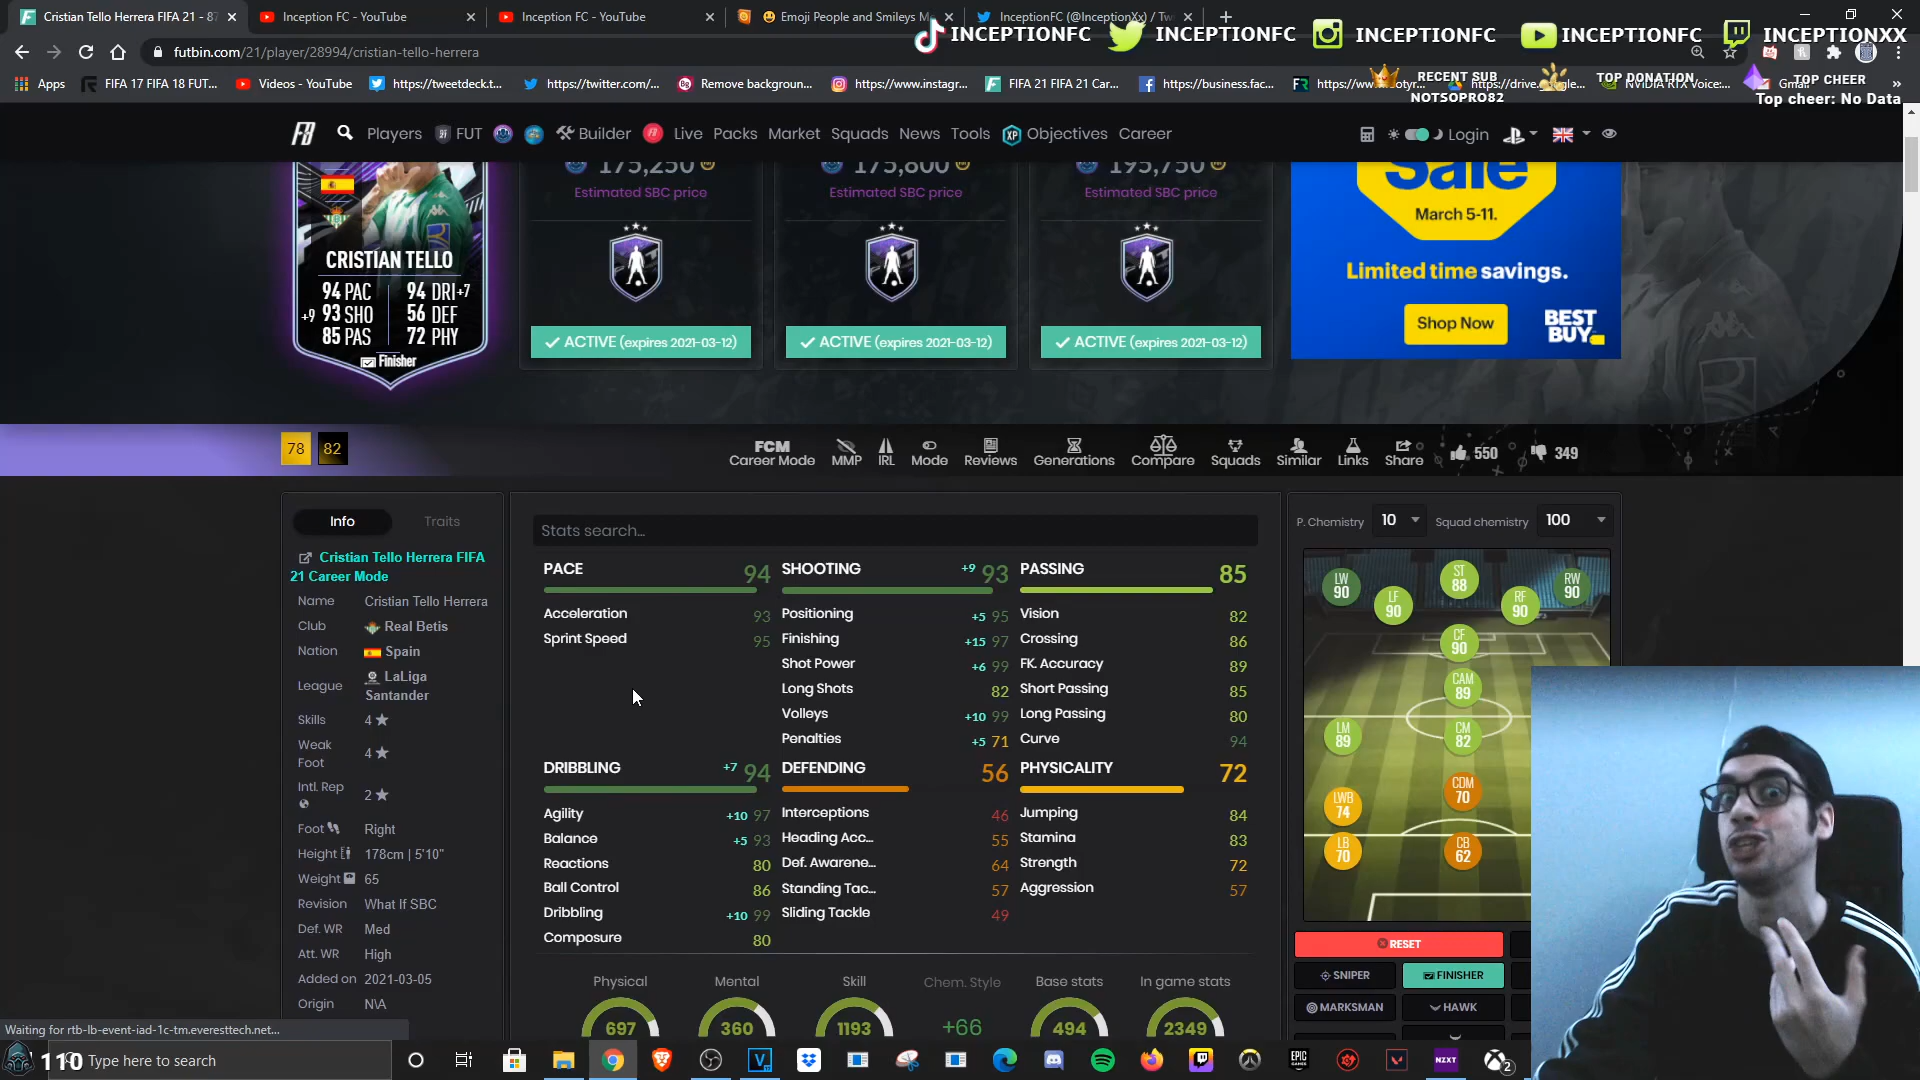 Cristian Tello Herrera FIFA 21 - 87
Inception FC - YouTube
Inception FC - YouTube
Emoji People and Smileys M
InceptionFC (@InceptionXx) / Tw
futbin.com/21/player/28994/cristian-tello-herrera
INCEPTIONFC
INCEPTIONFC
INCEPTIONFC
INCEPTIONFC
INCEPTIONXX
Apps
FIFA 17 FIFA 18 FUT...
Videos - YouTube
https://tweetdeck.t...
https://twitter.com/...
Remove backgroun...
https://www.instagr...
FIFA 21 FIFA 21 Car...
https://business.fac...
RECENT SUB
NOTSOPRO82
TOP DONATION
NVIDIA RTX Voice:...
TOP CHEER
Top cheer: No Data
Players
FUT
Builder
Live
Packs
Market
Squads
News
Tools
Objectives
Career
Login
175,250
Estimated SBC price
175,800
Estimated SBC price
195,750
Estimated SBC price
ACTIVE (expires 2021-03-12)
ACTIVE (expires 2021-03-12)
ACTIVE (expires 2021-03-12)
CRISTIAN TELLO
94 PAC 94 DRI+7
+9 93 SHO 56 DEF
85 PAS 72 PHY
Finisher
Sale
March 5-11.
Limited time savings.
Shop Now
BEST
BUY
78 82
FCM
Career Mode
MMP
IRL
Mode
Reviews
Generations
Compare
Squads
Similar
Links
Share
550
349
Info Traits
Cristian Tello Herrera FIFA
21 Career Mode
Name Cristian Tello Herrera
Club Real Betis
Nation Spain
League LaLiga
Santander
Skills 4
Weak
Foot 4
Intl. Rep 2
Foot Right
Height 178cm | 5'10"
Weight 65
Revision What If SBC
Def. WR Med
Att. WR High
Added on 2021-03-05
Origin N\A
Stats search...
PACE 94
Acceleration 93
Sprint Speed 95
SHOOTING +9 93
Positioning +5 95
Finishing +15 97
Shot Power +6 99
Long Shots 82
Volleys +10 99
Penalties +5 71
PASSING 85
Vision 82
Crossing 86
FK. Accuracy 89
Short Passing 85
Long Passing 80
Curve 94
DRIBBLING +7 94
Agility +10 97
Balance +5 93
Reactions 80
Ball Control 86
Dribbling +10 99
Composure 80
DEFENDING 56
Interceptions 46
Heading Acc... 55
Def. Awarene... 64
Standing Tac... 57
Sliding Tackle 49
PHYSICALITY 72
Jumping 84
Stamina 83
Strength 72
Aggression 57
Physical 697
Mental 360
Skill 1193
Chem. Style +66
Base stats 494
In game stats 2349
P. Chemistry 10
Squad chemistry 100
LW 90
ST 88
RW 90
LF 90
RF 90
CF 90
CAM 89
LM 89
CM 82
CDM 70
LWB 74
LB 70
CB 62
RESET
SNIPER
FINISHER
MARKSMAN
HAWK
Waiting for rtb-lb-event-iad-1c-tm.everesttech.net...
110
Type here to search
NZXT
EPIC
GAMES
2